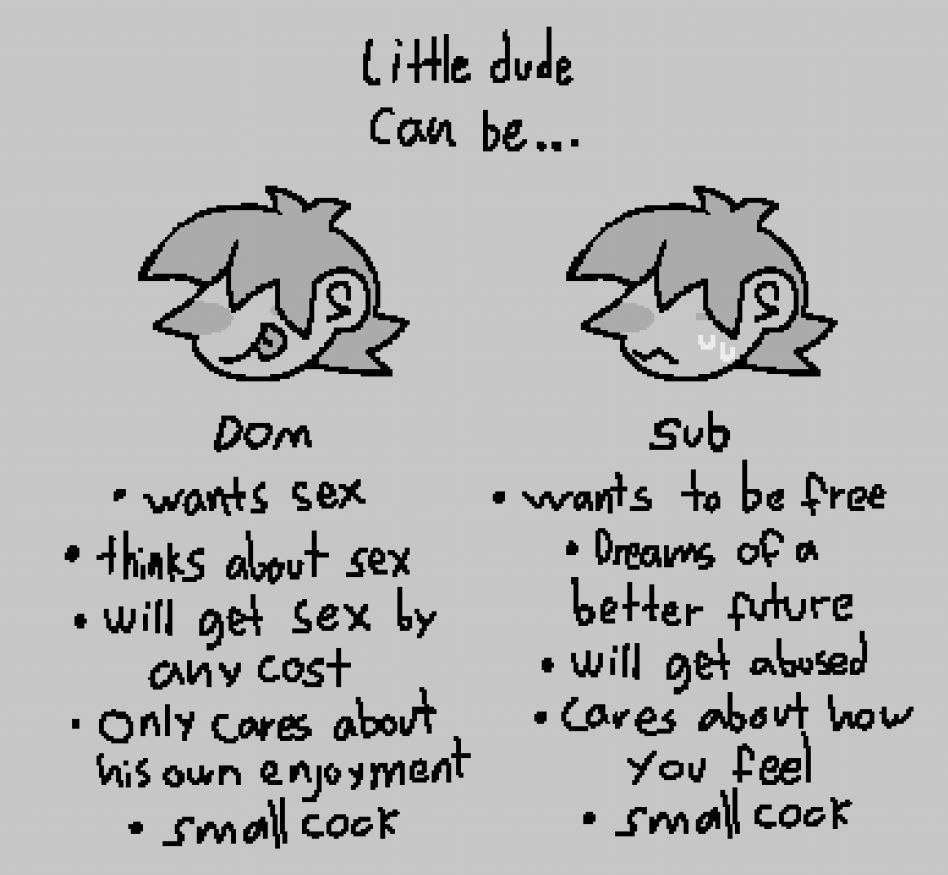 Little dude
Can be...
Dom
• wants sex
• thinks about sex
• will get sex by
any cost
• Only cares about
his own enjoyment
• small cock
Sub
• wants to be free
• Dreams of a
better future
• will get abused
• Cares about how
you feel
• small cock